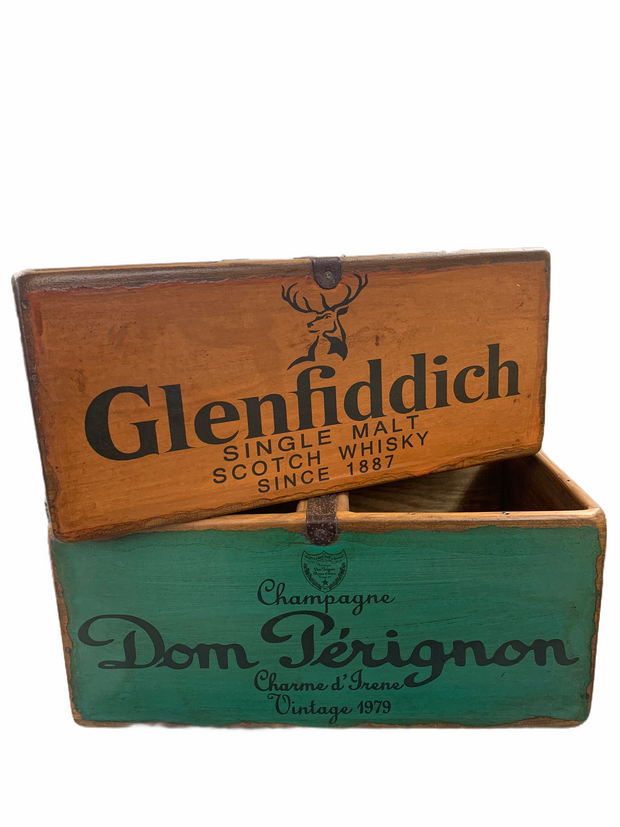 Glenfiddich
SINGLE MALT
SCOTCH WHISKY
SINCE 1887
Champagne
Dom Pérignon
Charme d'Irene
Vintage 1979